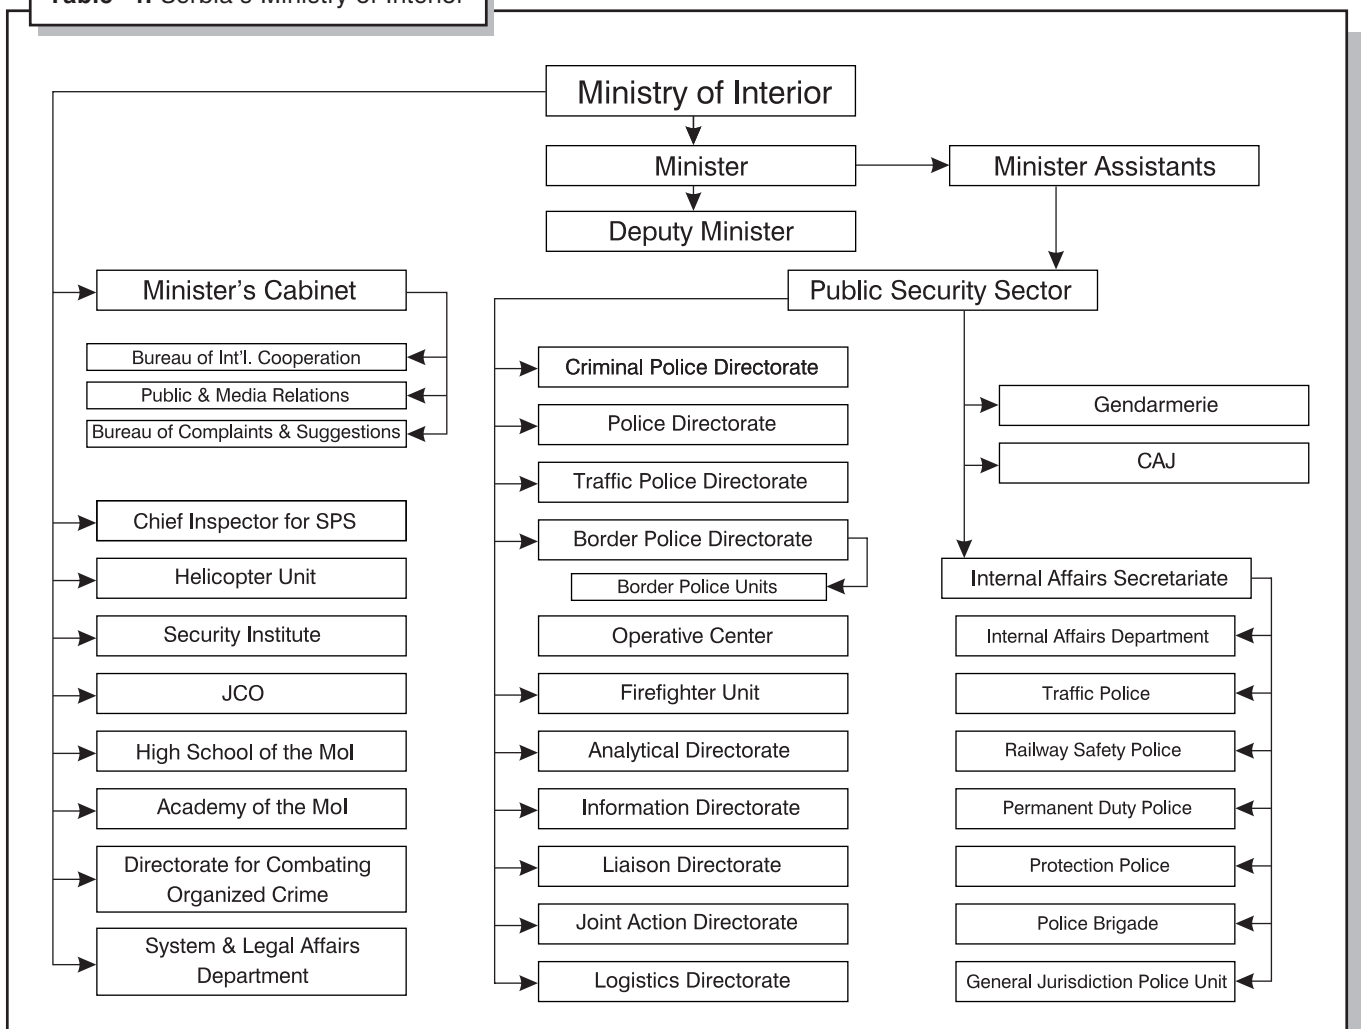 Serbia's Ministry of Interior
Ministry of Interior
Minister
Minister Assistants
Deputy Minister
Minister's Cabinet
Bureau of Int'l. Cooperation
Public & Media Relations
Bureau of Complaints & Suggestions
Chief Inspector for SPS
Helicopter Unit
Security Institute
JCO
High School of the MoI
Academy of the MoI
Directorate for Combating
Organized Crime
System & Legal Affairs
Department
Public Security Sector
Criminal Police Directorate
Police Directorate
Traffic Police Directorate
Border Police Directorate
Border Police Units
Operative Center
Firefighter Unit
Analytical Directorate
Information Directorate
Liaison Directorate
Joint Action Directorate
Logistics Directorate
Gendarmerie
CAJ
Internal Affairs Secretariate
Internal Affairs Department
Traffic Police
Railway Safety Police
Permanent Duty Police
Protection Police
Police Brigade
General Jurisdiction Police Unit